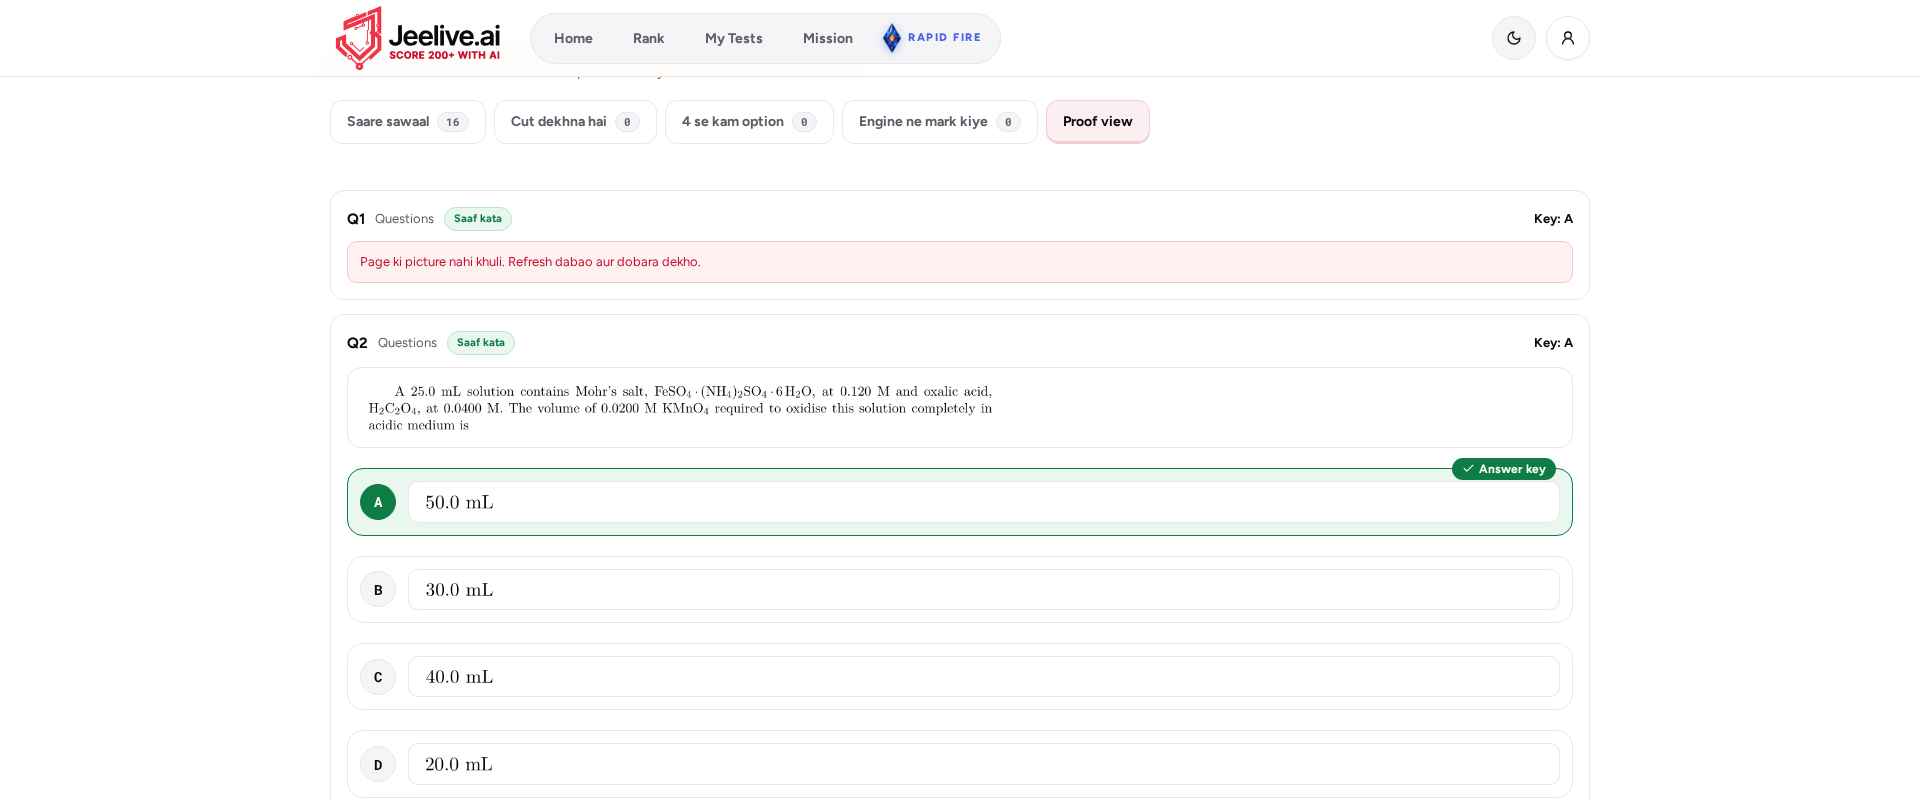 Jeelive.ai
SCORE 200+ WITH AI
Home Rank My Tests Mission RAPID FIRE
Saare sawaal 16 Cut dekhna hai 0 4 se kam option 0 Engine ne mark kiye 0 Proof view
Q1 Questions Saaf kata Key: A
Page ki picture nahi khuli. Refresh dabao aur dobara dekho.
Q2 Questions Saaf kata Key: A
A 25.0 mL solution contains Mohr's salt, FeSO₄ · (NH₄)₂SO₄ · 6 H₂O, at 0.120 M and oxalic acid,
H₂C₂O₄, at 0.0400 M. The volume of 0.0200 M KMnO₄ required to oxidise this solution completely in
acidic medium is
Answer key
A 50.0 mL
B 30.0 mL
C 40.0 mL
D 20.0 mL